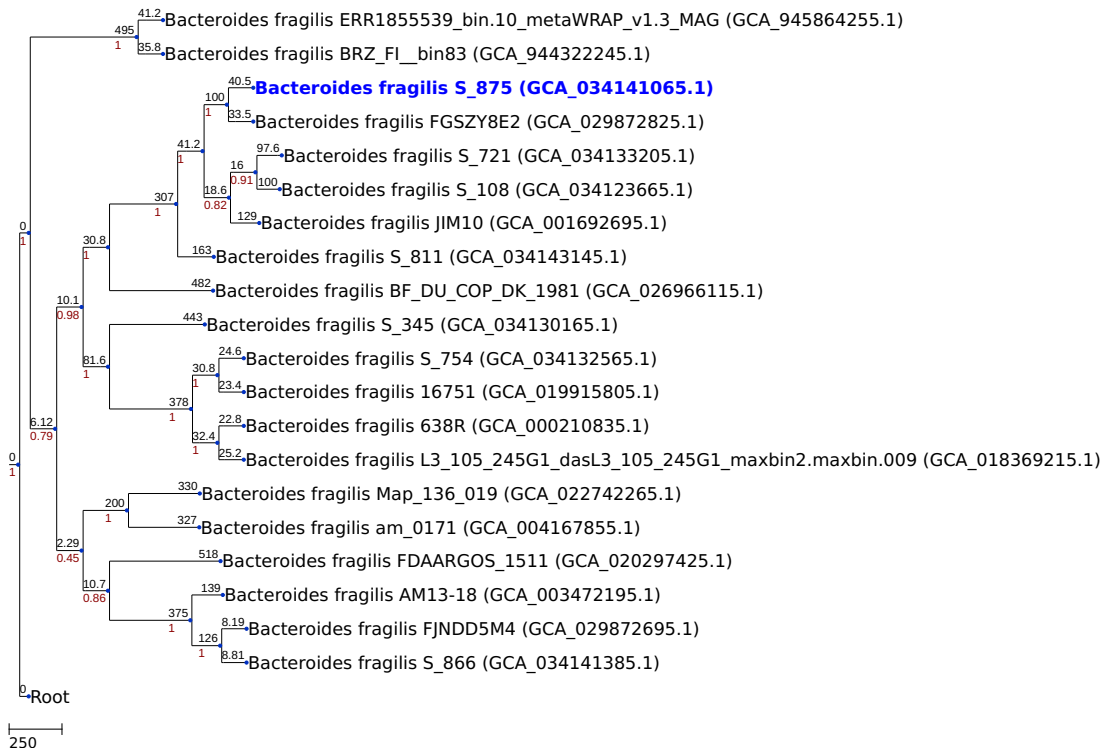 41.2 Bacteroides fragilis ERR1855539_bin.10_metaWRAP_v1.3_MAG (GCA_945864255.1)
495
1
35.8 Bacteroides fragilis BRZ_FI__bin83 (GCA_944322245.1)
40.5 Bacteroides fragilis S_875 (GCA_034141065.1)
100
1
33.5 Bacteroides fragilis FGSZY8E2 (GCA_029872825.1)
41.2
1
97.6 Bacteroides fragilis S_721 (GCA_034133205.1)
16
0.91
100 Bacteroides fragilis S_108 (GCA_034123665.1)
18.6
0.82
307
1
129 Bacteroides fragilis JIM10 (GCA_001692695.1)
0
1
30.8
1
163 Bacteroides fragilis S_811 (GCA_034143145.1)
482 Bacteroides fragilis BF_DU_COP_DK_1981 (GCA_026966115.1)
10.1
0.98
443 Bacteroides fragilis S_345 (GCA_034130165.1)
24.6 Bacteroides fragilis S_754 (GCA_034132565.1)
81.6
1
30.8
1
23.4 Bacteroides fragilis 16751 (GCA_019915805.1)
378
1
22.8 Bacteroides fragilis 638R (GCA_000210835.1)
6.12
0.79
32.4
1
25.2 Bacteroides fragilis L3_105_245G1_dasL3_105_245G1_maxbin2.maxbin.009 (GCA_018369215.1)
0
1
330 Bacteroides fragilis Map_136_019 (GCA_022742265.1)
200
1
327 Bacteroides fragilis am_0171 (GCA_004167855.1)
2.29
0.45
518 Bacteroides fragilis FDAARGOS_1511 (GCA_020297425.1)
10.7
0.86
139 Bacteroides fragilis AM13-18 (GCA_003472195.1)
375
1
8.19 Bacteroides fragilis FJNDD5M4 (GCA_029872695.1)
126
1
8.81 Bacteroides fragilis S_866 (GCA_034141385.1)
0 Root
250